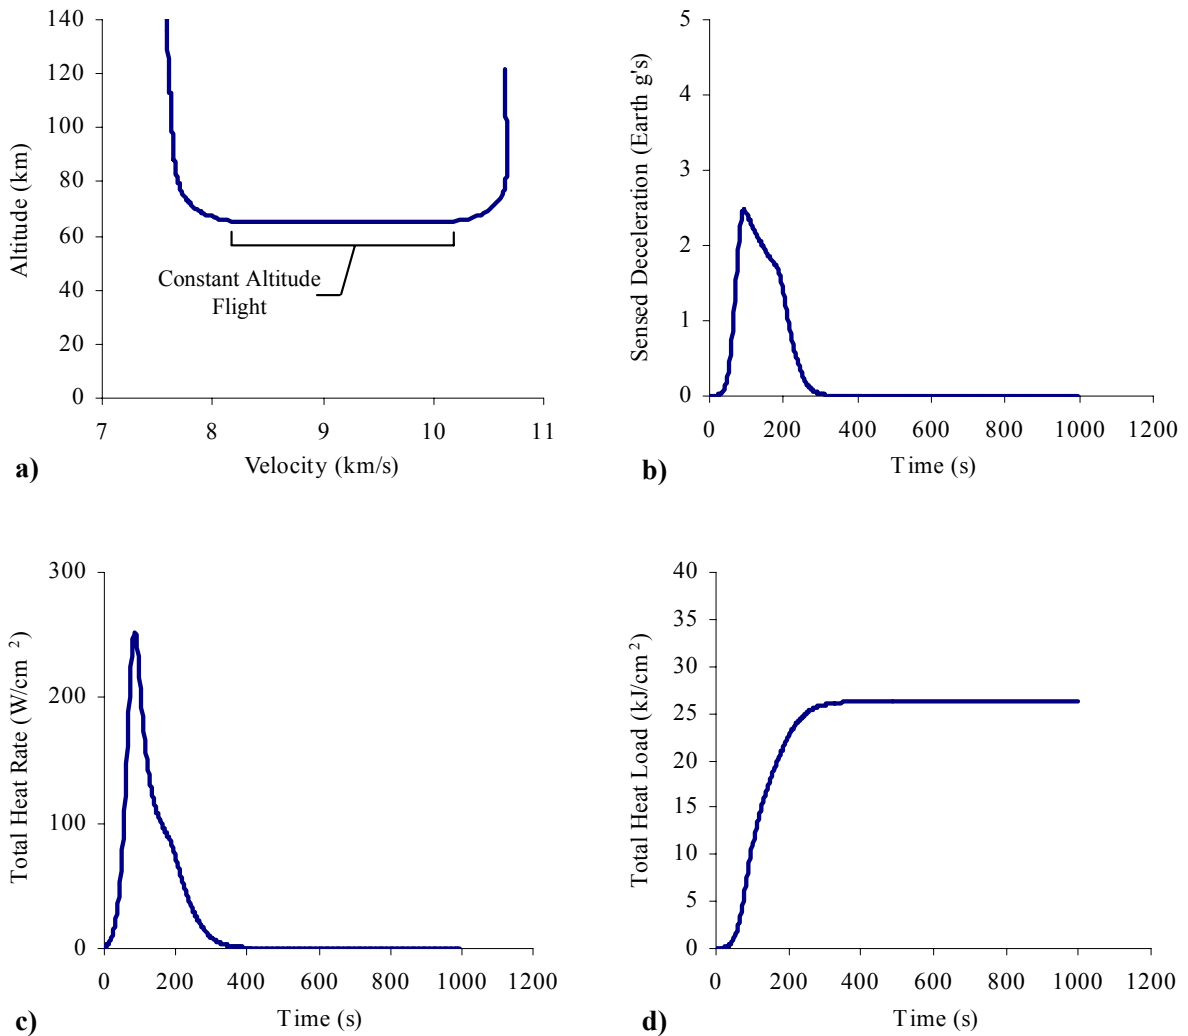 140
120
100
80
60
40
20
0
Altitude (km)
Constant Altitude
Flight
7 8 9 10 11
Velocity (km/s)
a)
5
4
3
2
1
0
Sensed Deceleration (Earth g's)
0 200 400 600 800 1000 1200
Time (s)
b)
300
200
100
0
Total Heat Rate (W/cm ²)
0 200 400 600 800 1000 1200
Time (s)
c)
40
35
30
25
20
15
10
5
0
Total Heat Load (kJ/cm²)
0 200 400 600 800 1000 1200
Time (s)
d)